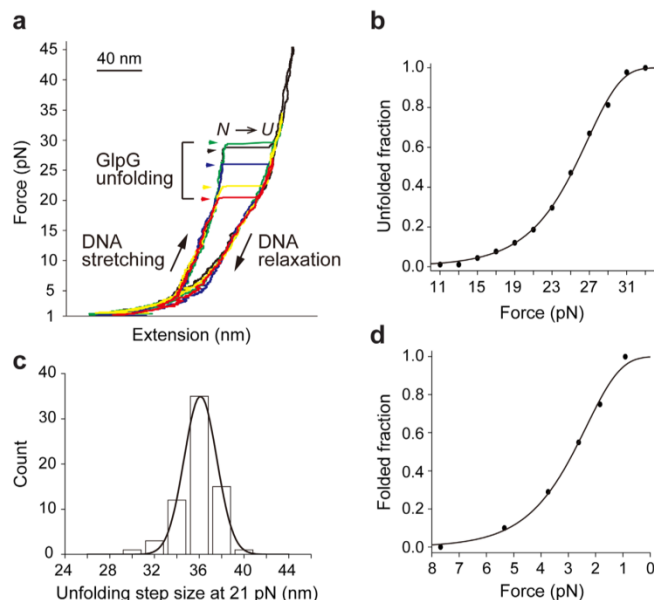 a
45
40 nm
40
35
N → U
30
GlpG
unfolding
25
20
15
DNA
stretching
DNA
relaxation
10
5
1
Force (pN)
Extension (nm)
b
1.0
0.8
0.6
0.4
0.2
0.0
Unfolded fraction
11 15 19 23 27 31
Force (pN)
c
40
30
20
10
0
Count
24 28 32 36 40 44
Unfolding step size at 21 pN (nm)
d
1.0
0.8
0.6
0.4
0.2
0.0
Folded fraction
8 7 6 5 4 3 2 1 0
Force (pN)